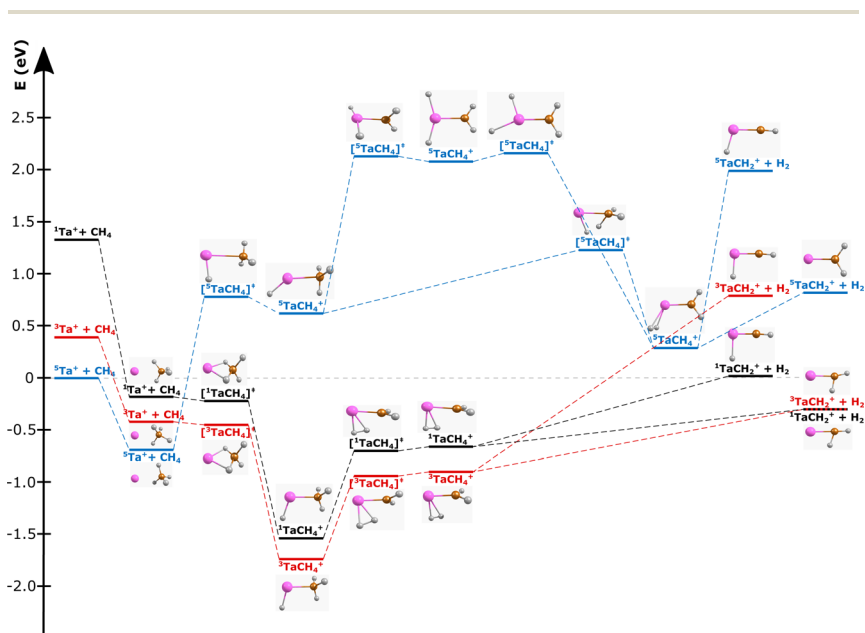 E (eV)
2.5
2.0
1.5
1.0
0.5
0
-0.5
-1.0
-1.5
-2.0
¹Ta⁺+ CH₄
³Ta⁺ + CH₄
⁵Ta⁺ + CH₄
¹Ta⁺+ CH₄
³Ta⁺ + CH₄
⁵Ta⁺+ CH₄
[⁵TaCH₄]⁺
[¹TaCH₄]⁺
[³TaCH₄]⁺
⁵TaCH₄⁺
¹TaCH₄⁺
³TaCH₄⁺
[⁵TaCH₄]⁺
[¹TaCH₄]⁺
[³TaCH₄]⁺
⁵TaCH₄⁺
¹TaCH₄⁺
³TaCH₄⁺
[⁵TaCH₄]⁺
[⁵TaCH₄]⁺
⁵TaCH₄⁺
⁵TaCH₂⁺ + H₂
³TaCH₂⁺ + H₂
¹TaCH₂⁺ + H₂
⁵TaCH₂⁺ + H₂
³TaCH₂⁺ + H₂
¹TaCH₂⁺ + H₂